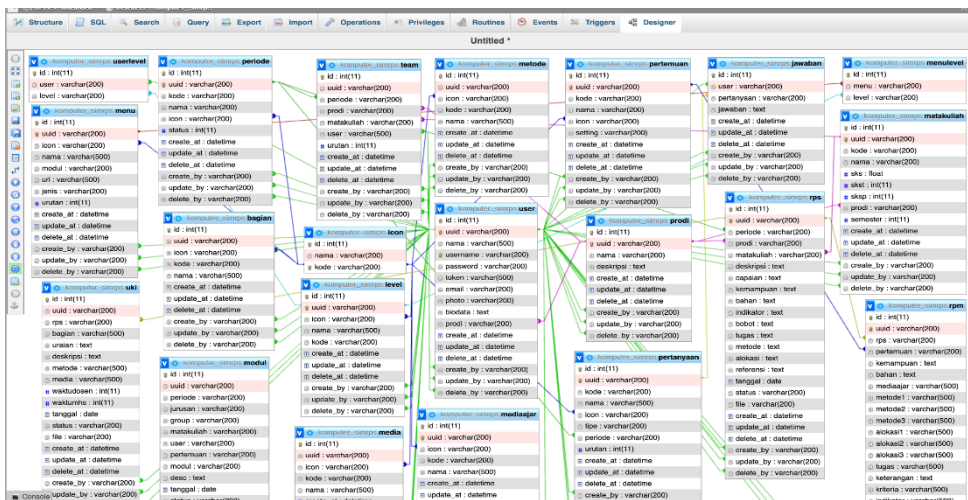 Structure SQL Search Query Export Import Operations Privileges Routines Events Triggers Designer
Untitled *
komputer_simrps userlevel
id : int(11)
user : varchar(200)
level : varchar(200)
komputer_simrps menu
id : int(11)
uuid : varchar(200)
icon : varchar(200)
nama : varchar(500)
modul : varchar(200)
url : varchar(500)
jenis : varchar(200)
urutan : int(11)
create_at : datetime
update_at : datetime
delete_at : datetime
create_by : varchar(200)
update_by : varchar(200)
delete_by : varchar(200)
komputer_simrps uki
id : int(11)
uuid : varchar(200)
rps : varchar(200)
bagian : varchar(500)
uraian : text
deskripsi : text
metode : varchar(500)
media : varchar(500)
waktudosen : int(11)
waktumhs : int(11)
tanggal : date
status : varchar(200)
file : varchar(200)
create_at : datetime
update_at : datetime
delete_at : datetime
create_by : varchar(200)
update_by : varchar(200)
Console
komputer_simrps periode
id : int(11)
uuid : varchar(200)
kode : varchar(200)
nama : varchar(200)
icon : varchar(200)
status : int(11)
create_at : datetime
update_at : datetime
delete_at : datetime
create_by : varchar(200)
update_by : varchar(200)
delete_by : varchar(200)
komputer_simrps bagian
id : int(11)
uuid : varchar(200)
icon : varchar(200)
kode : varchar(200)
nama : varchar(500)
create_at : datetime
update_at : datetime
delete_at : datetime
create_by : varchar(200)
update_by : varchar(200)
delete_by : varchar(200)
komputer_simrps modul
id : int(11)
uuid : varchar(200)
periode : varchar(200)
jurusan : varchar(200)
group : varchar(200)
matakuliah : varchar(200)
user : varchar(200)
pertemuan : varchar(200)
modul : varchar(200)
desc : text
tanggal : date
komputer_simrps team
id : int(11)
uuid : varchar(200)
periode : varchar(200)
prodi : varchar(200)
matakuliah : varchar(200)
user : varchar(500)
urutan : int(11)
create_at : datetime
update_at : datetime
delete_at : datetime
create_by : varchar(200)
update_by : varchar(200)
delete_by : varchar(200)
komputer_simrps icon
id : int(11)
nama : varchar(200)
kode : varchar(200)
komputer_simrps level
id : int(11)
uuid : varchar(200)
icon : varchar(200)
nama : varchar(500)
kode : varchar(200)
create_at : datetime
update_at : datetime
delete_at : datetime
create_by : varchar(200)
update_by : varchar(200)
delete_by : varchar(200)
komputer_simrps media
id : int(11)
uuid : varchar(200)
icon : varchar(200)
kode : varchar(200)
nama : varchar(500)
komputer_simrps metode
id : int(11)
uuid : varchar(200)
icon : varchar(200)
kode : varchar(200)
nama : varchar(500)
create_at : datetime
update_at : datetime
delete_at : datetime
create_by : varchar(200)
update_by : varchar(200)
delete_by : varchar(200)
komputer_simrps user
id : int(11)
uuid : varchar(200)
nama : varchar(500)
username : varchar(200)
password : varchar(200)
token : varchar(500)
email : varchar(200)
photo : varchar(200)
biodata : text
prodi : varchar(200)
create_at : datetime
update_at : datetime
delete_at : datetime
create_by : varchar(200)
update_by : varchar(200)
delete_by : varchar(200)
komputer_simrps mediaajar
id : int(11)
uuid : varchar(200)
icon : varchar(200)
kode : varchar(200)
nama : varchar(500)
create_at : datetime
update_at : datetime
komputer_simrps pertemuan
id : int(11)
uuid : varchar(200)
kode : varchar(200)
nama : varchar(200)
icon : varchar(200)
setting : varchar(200)
create_at : datetime
update_at : datetime
delete_at : datetime
create_by : varchar(200)
update_by : varchar(200)
delete_by : varchar(200)
komputer_simrps prodi
id : int(11)
uuid : varchar(200)
nama : varchar(200)
deskripsi : text
create_at : datetime
update_at : datetime
delete_at : datetime
create_by : varchar(200)
update_by : varchar(200)
delete_by : varchar(200)
komputer_simrps pertanyaan
id : int(11)
uuid : varchar(200)
kode : varchar(200)
nama : varchar(500)
icon : varchar(200)
tipe : varchar(200)
periode : varchar(200)
urutan : int(11)
create_at : datetime
update_at : datetime
delete_at : datetime
create_by : varchar(200)
komputer_simrps jawaban
id : int(11)
user : varchar(200)
pertanyaan : varchar(200)
jawaban : text
create_at : datetime
update_at : datetime
delete_at : datetime
create_by : varchar(200)
update_by : varchar(200)
delete_by : varchar(200)
komputer_simrps rps
id : int(11)
uuid : varchar(200)
periode : varchar(200)
prodi : varchar(200)
matakuliah : varchar(200)
deskripsi : text
capaian : text
kemampuan : text
bahan : text
indikator : text
bobot : text
tugas : text
metode : text
alokasi : text
referensi : text
tanggal : date
status : varchar(200)
file : varchar(200)
create_at : datetime
update_at : datetime
delete_at : datetime
create_by : varchar(200)
update_by : varchar(200)
delete_by : varchar(200)
komputer_simrps menulevel
id : int(11)
menu : varchar(200)
level : varchar(200)
komputer_simrps matakuliah
id : int(11)
uuid : varchar(200)
kode : varchar(200)
nama : varchar(200)
sks : float
skst : int(11)
sksp : int(11)
prodi : varchar(200)
semester : int(11)
create_at : datetime
update_at : datetime
delete_at : datetime
create_by : varchar(200)
update_by : varchar(200)
delete_by : varchar(200)
komputer_simrps rpm
id : int(11)
uuid : varchar(200)
rps : varchar(200)
pertemuan : varchar(200)
kemampuan : text
bahan : text
mediaajar : varchar(500)
metode1 : varchar(500)
metode2 : varchar(500)
metode3 : varchar(500)
alokasi1 : varchar(500)
alokasi2 : varchar(500)
alokasi3 : varchar(500)
tugas : varchar(500)
keterangan : text
kriteria : varchar(500)